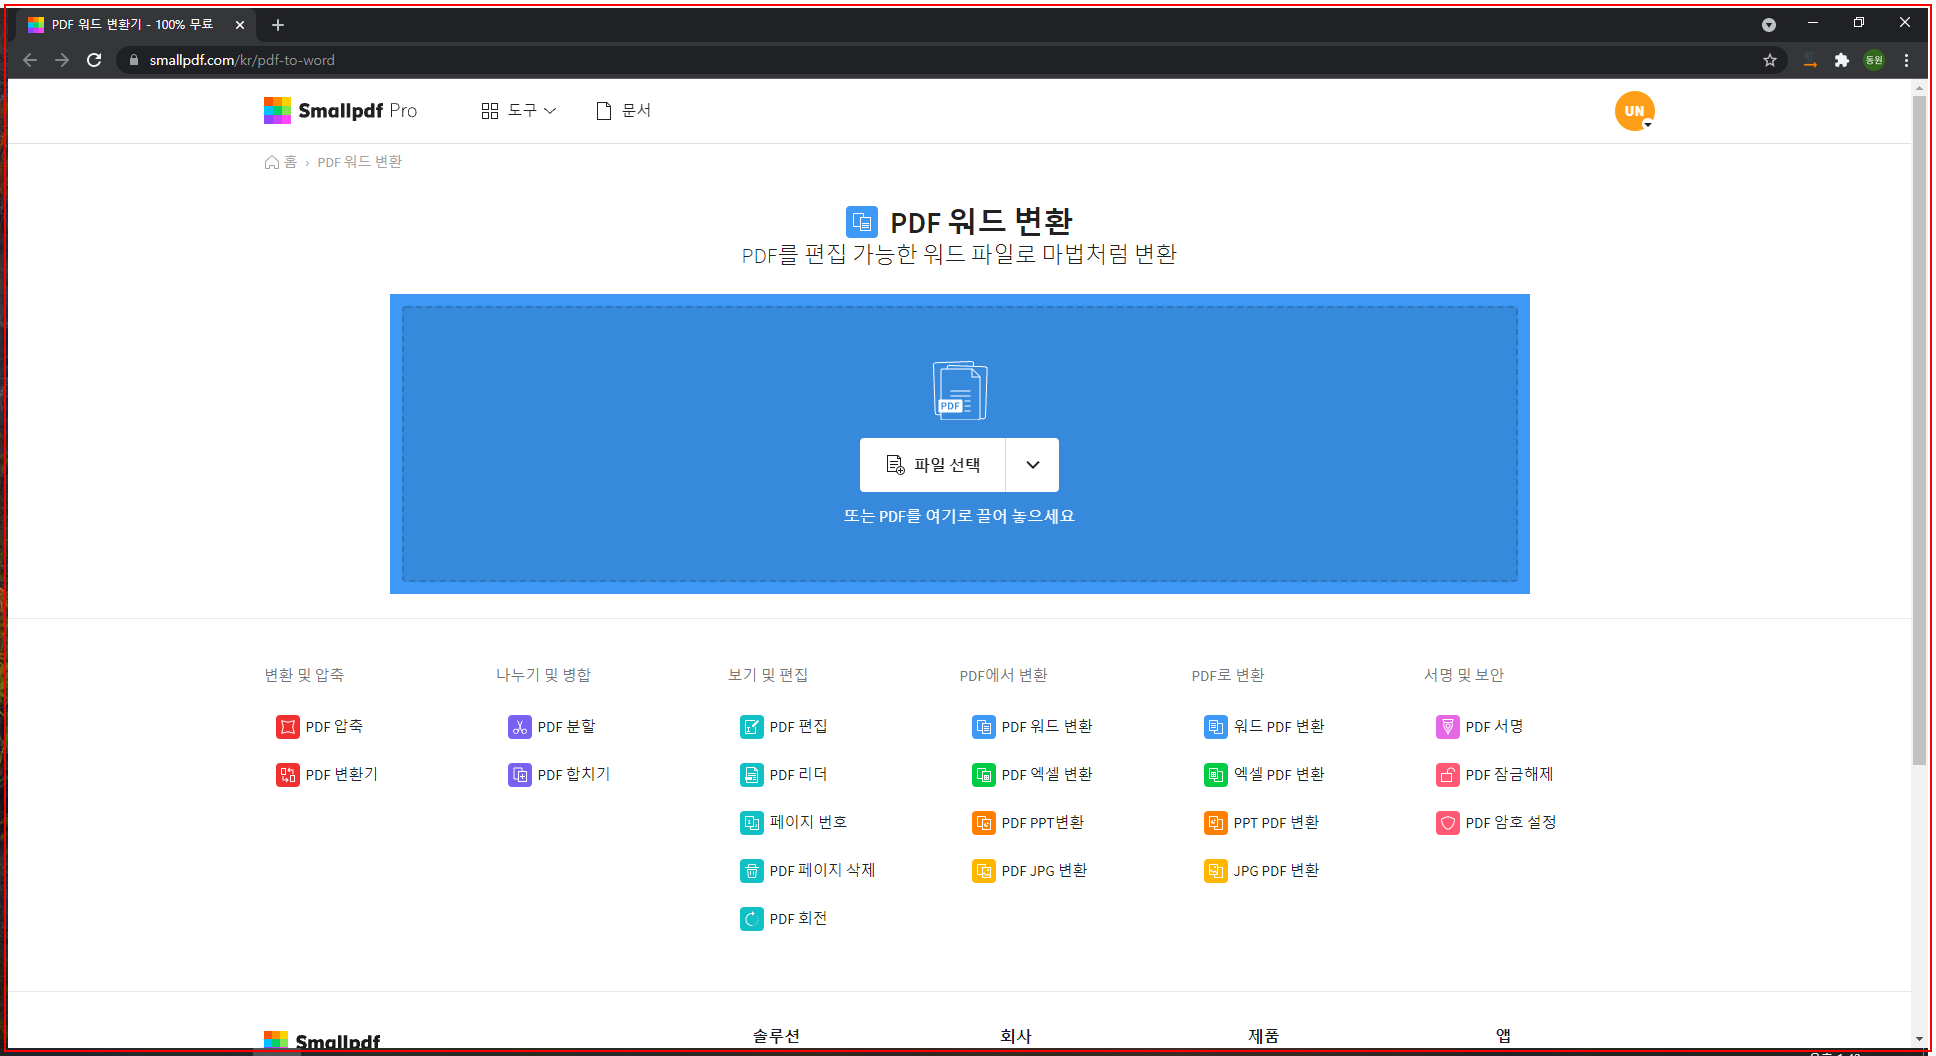 PDF 워드 변환기 - 100% 무료
smallpdf.com/kr/pdf-to-word
동원
Smallpdf Pro
도구
문서
UN
홈 › PDF 워드 변환
PDF 워드 변환
PDF를 편집 가능한 워드 파일로 마법처럼 변환
PDF
파일 선택
또는 PDF를 여기로 끌어 놓으세요
변환 및 압축
PDF 압축
PDF 변환기
나누기 및 병합
PDF 분할
PDF 합치기
보기 및 편집
PDF 편집
PDF 리더
페이지 번호
PDF 페이지 삭제
PDF 회전
PDF에서 변환
PDF 워드 변환
PDF 엑셀 변환
PDF PPT변환
PDF JPG 변환
PDF로 변환
워드 PDF 변환
엑셀 PDF 변환
PPT PDF 변환
JPG PDF 변환
서명 및 보안
PDF 서명
PDF 잠금해제
PDF 암호 설정
Smallpdf
솔루션
회사
제품
앱